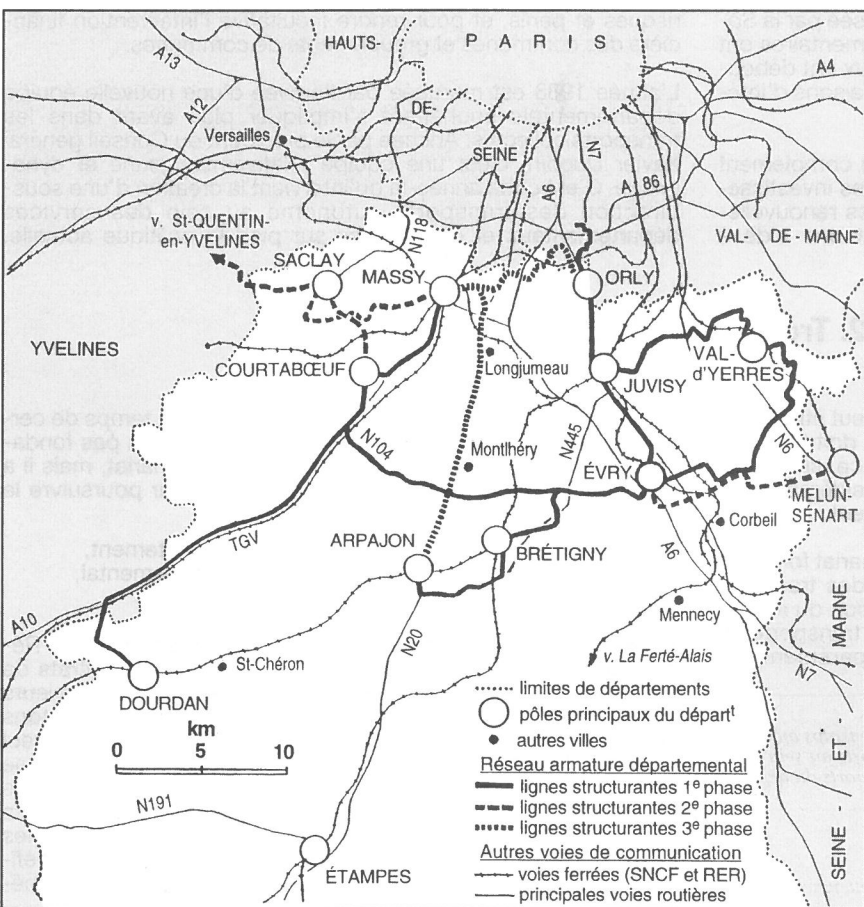 A13
HAUTS-
PARIS
A4
A12
DE-
Versailles
SEINE
A6
N7
A 86
ST-QUENTIN-
en-YVELINES
N118
VAL - DE - MARNE
SACLAY
MASSY
ORLY
YVELINES
COURTABŒUF
Longjumeau
JUVISY
VAL-
d'YERRES
N104
Montlhéry
N445
N6
ÉVRY
MELUN-
SÉNART
TGV
ARPAJON
BRÉTIGNY
Corbeil
A6
A10
Mennecy
N20
St-Chéron
v. La Ferté-Alais
N7
DOURDAN
SEINE - ET - MARNE
km
0 5 10
N191
ÉTAMPES
limites de départements
pôles principaux du départᵗ
autres villes
Réseau armature départemental
lignes structurantes 1ᵉ phase
lignes structurantes 2ᵉ phase
lignes structurantes 3ᵉ phase
Autres voies de communication
voies ferrées (SNCF et RER)
principales voies routières